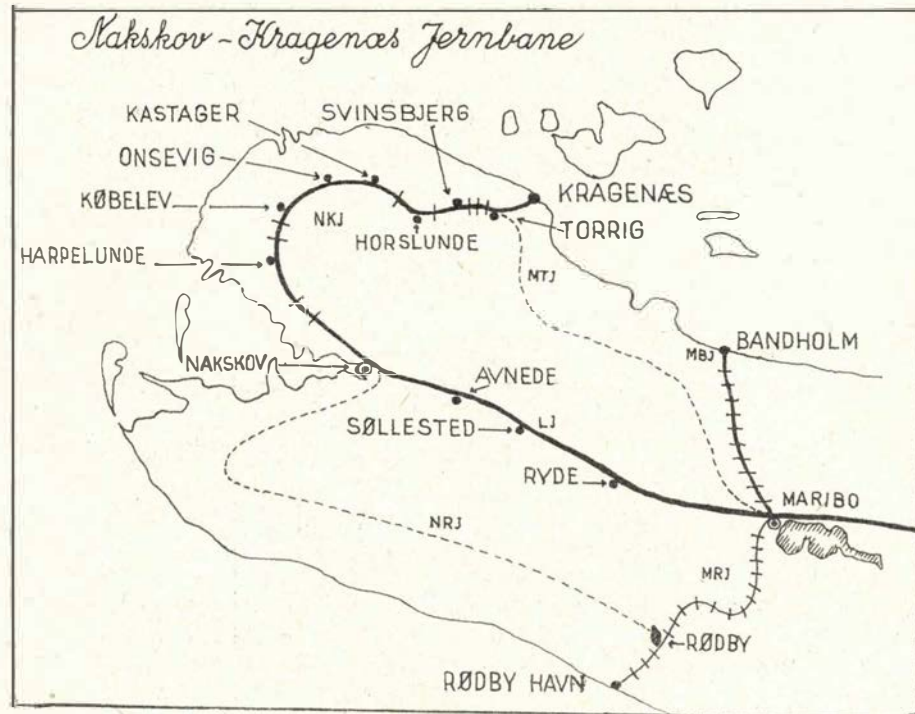 Nakskov - Kragenæs Jernbane
KASTAGER
SVINSBJERG
ONSEVIG
KØBELEV
KRAGENÆS
NKJ
HORSLUNDE
TORRIG
HARPELUNDE
MTJ
NAKSKOV
MBJ
BANDHOLM
AVNEDE
SØLLESTED
LJ
RYDE
MARIBO
NRJ
MRJ
RØDBY
RØDBY HAVN